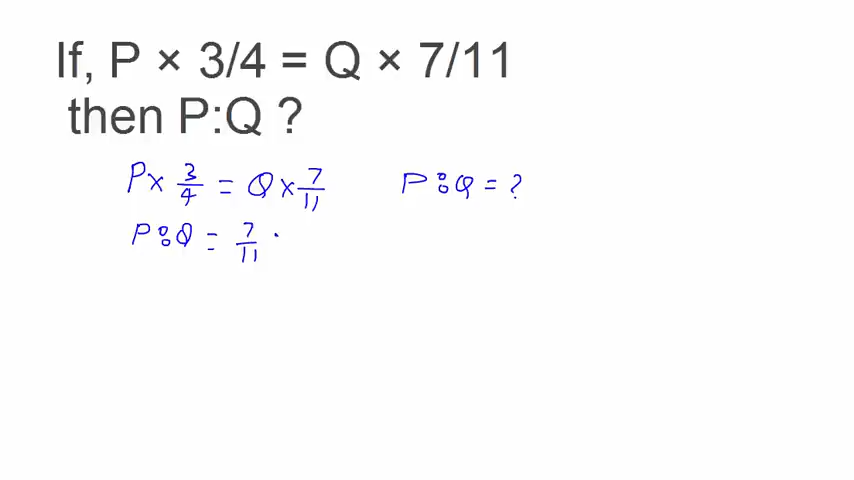 If, P × 3/4 = Q × 7/11
then P:Q ?
P × 3/4 = Q × 7/11    P : Q = ?
P : Q = 7/11 ·